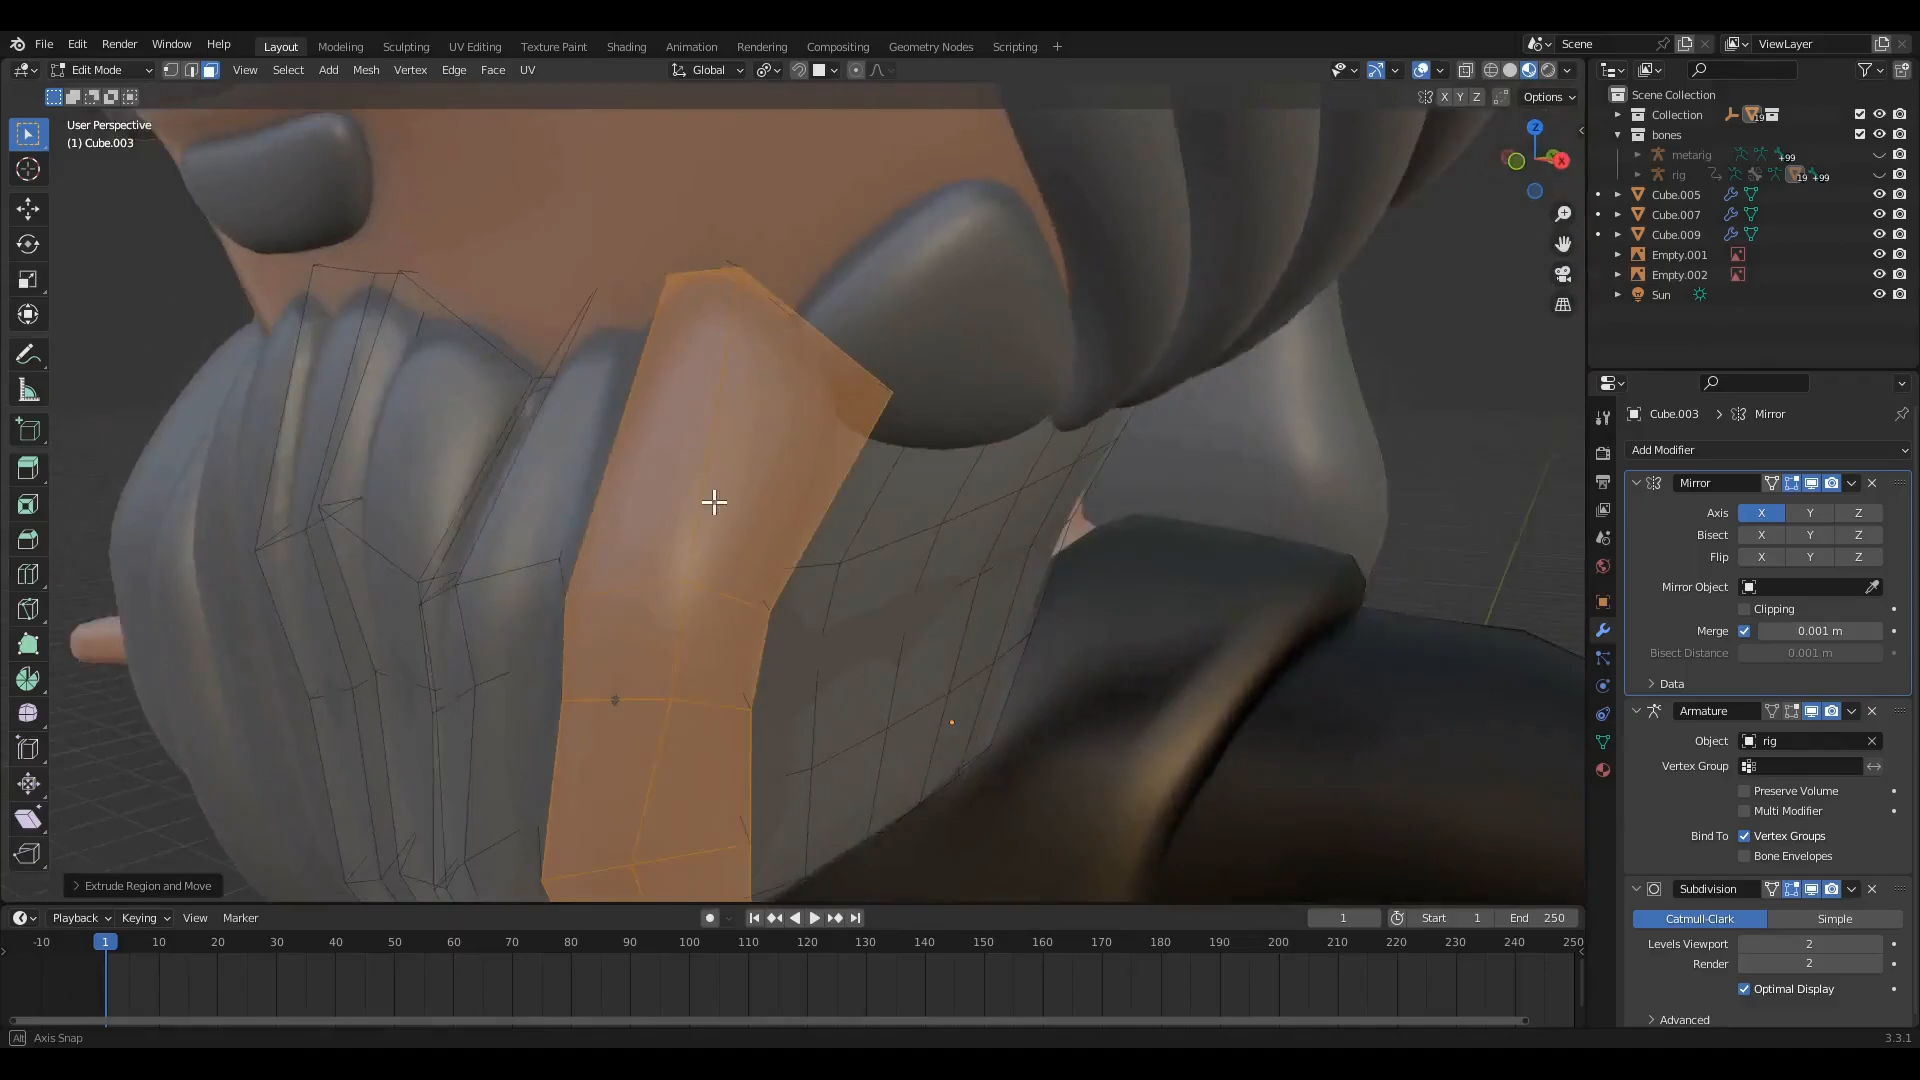 File Edit Render Window Help Layout Modeling Sculpting UV Editing Texture Paint Shading Animation Rendering Compositing Geometry Nodes Scripting + Scene ViewLayer
Edit Mode View Select Add Mesh Vertex Edge Face UV Global
X Y Z Options
User Perspective
(1) Cube.003
Z
X
Scene Collection
Collection 19
bones
metarig +99
rig 19 +99
Cube.005
Cube.007
Cube.009
Empty.001
Empty.002
Sun
Cube.003 > Mirror
Add Modifier
Mirror
Axis X Y Z
Bisect X Y Z
Flip X Y Z
Mirror Object
Clipping
Merge 0.001 m
Bisect Distance 0.001 m
Data
Armature
Object rig
Vertex Group
Preserve Volume
Multi Modifier
Bind To Vertex Groups
Bone Envelopes
Subdivision
Catmull-Clark Simple
Levels Viewport 2
Render 2
Optimal Display
Advanced
Extrude Region and Move
Playback Keying View Marker 1 Start 1 End 250
-10 1 10 20 30 40 50 60 70 80 90 100 110 120 130 140 150 160 170 180 190 200 210 220 230 240 250
Alt Axis Snap 3.3.1